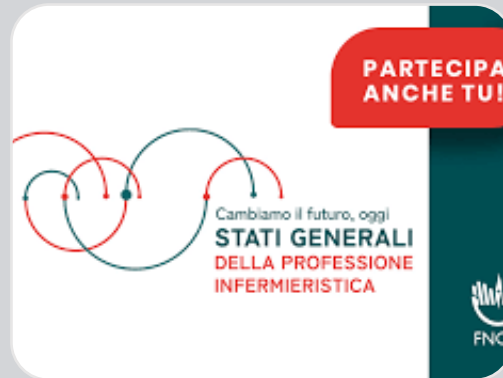 PARTECIPA
ANCHE TU!
Cambiamo il futuro, oggi
STATI GENERALI
DELLA PROFESSIONE
INFERMIERISTICA